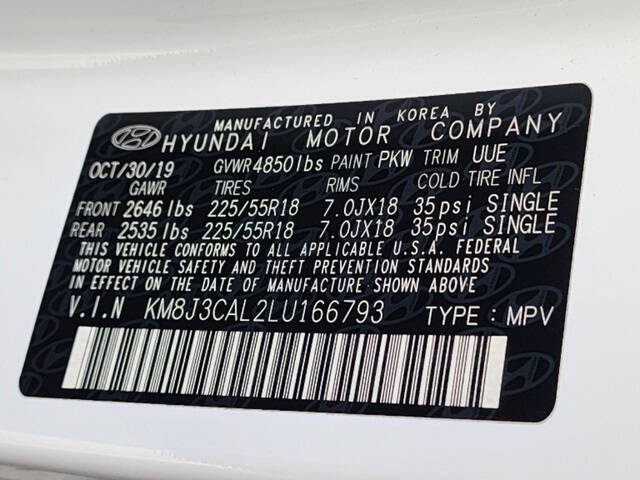 MANUFACTURED IN KOREA BY
HYUNDAI MOTOR COMPANY
OCT/30/19 GVWR 4850lbs PAINT PKW TRIM UUE
GAWR TIRES RIMS COLD TIRE INFL
FRONT 2646 lbs 225/55R18 7.0JX18 35psi SINGLE
REAR 2535 lbs 225/55R18 7.0JX18 35psi SINGLE
THIS VEHICLE CONFORMS TO ALL APPLICABLE U.S.A. FEDERAL
MOTOR VEHICLE SAFETY AND THEFT PREVENTION STANDARDS
IN EFFECT ON THE DATE OF MANUFACTURE SHOWN ABOVE.
V.I.N KM8J3CAL2LU166793 TYPE : MPV